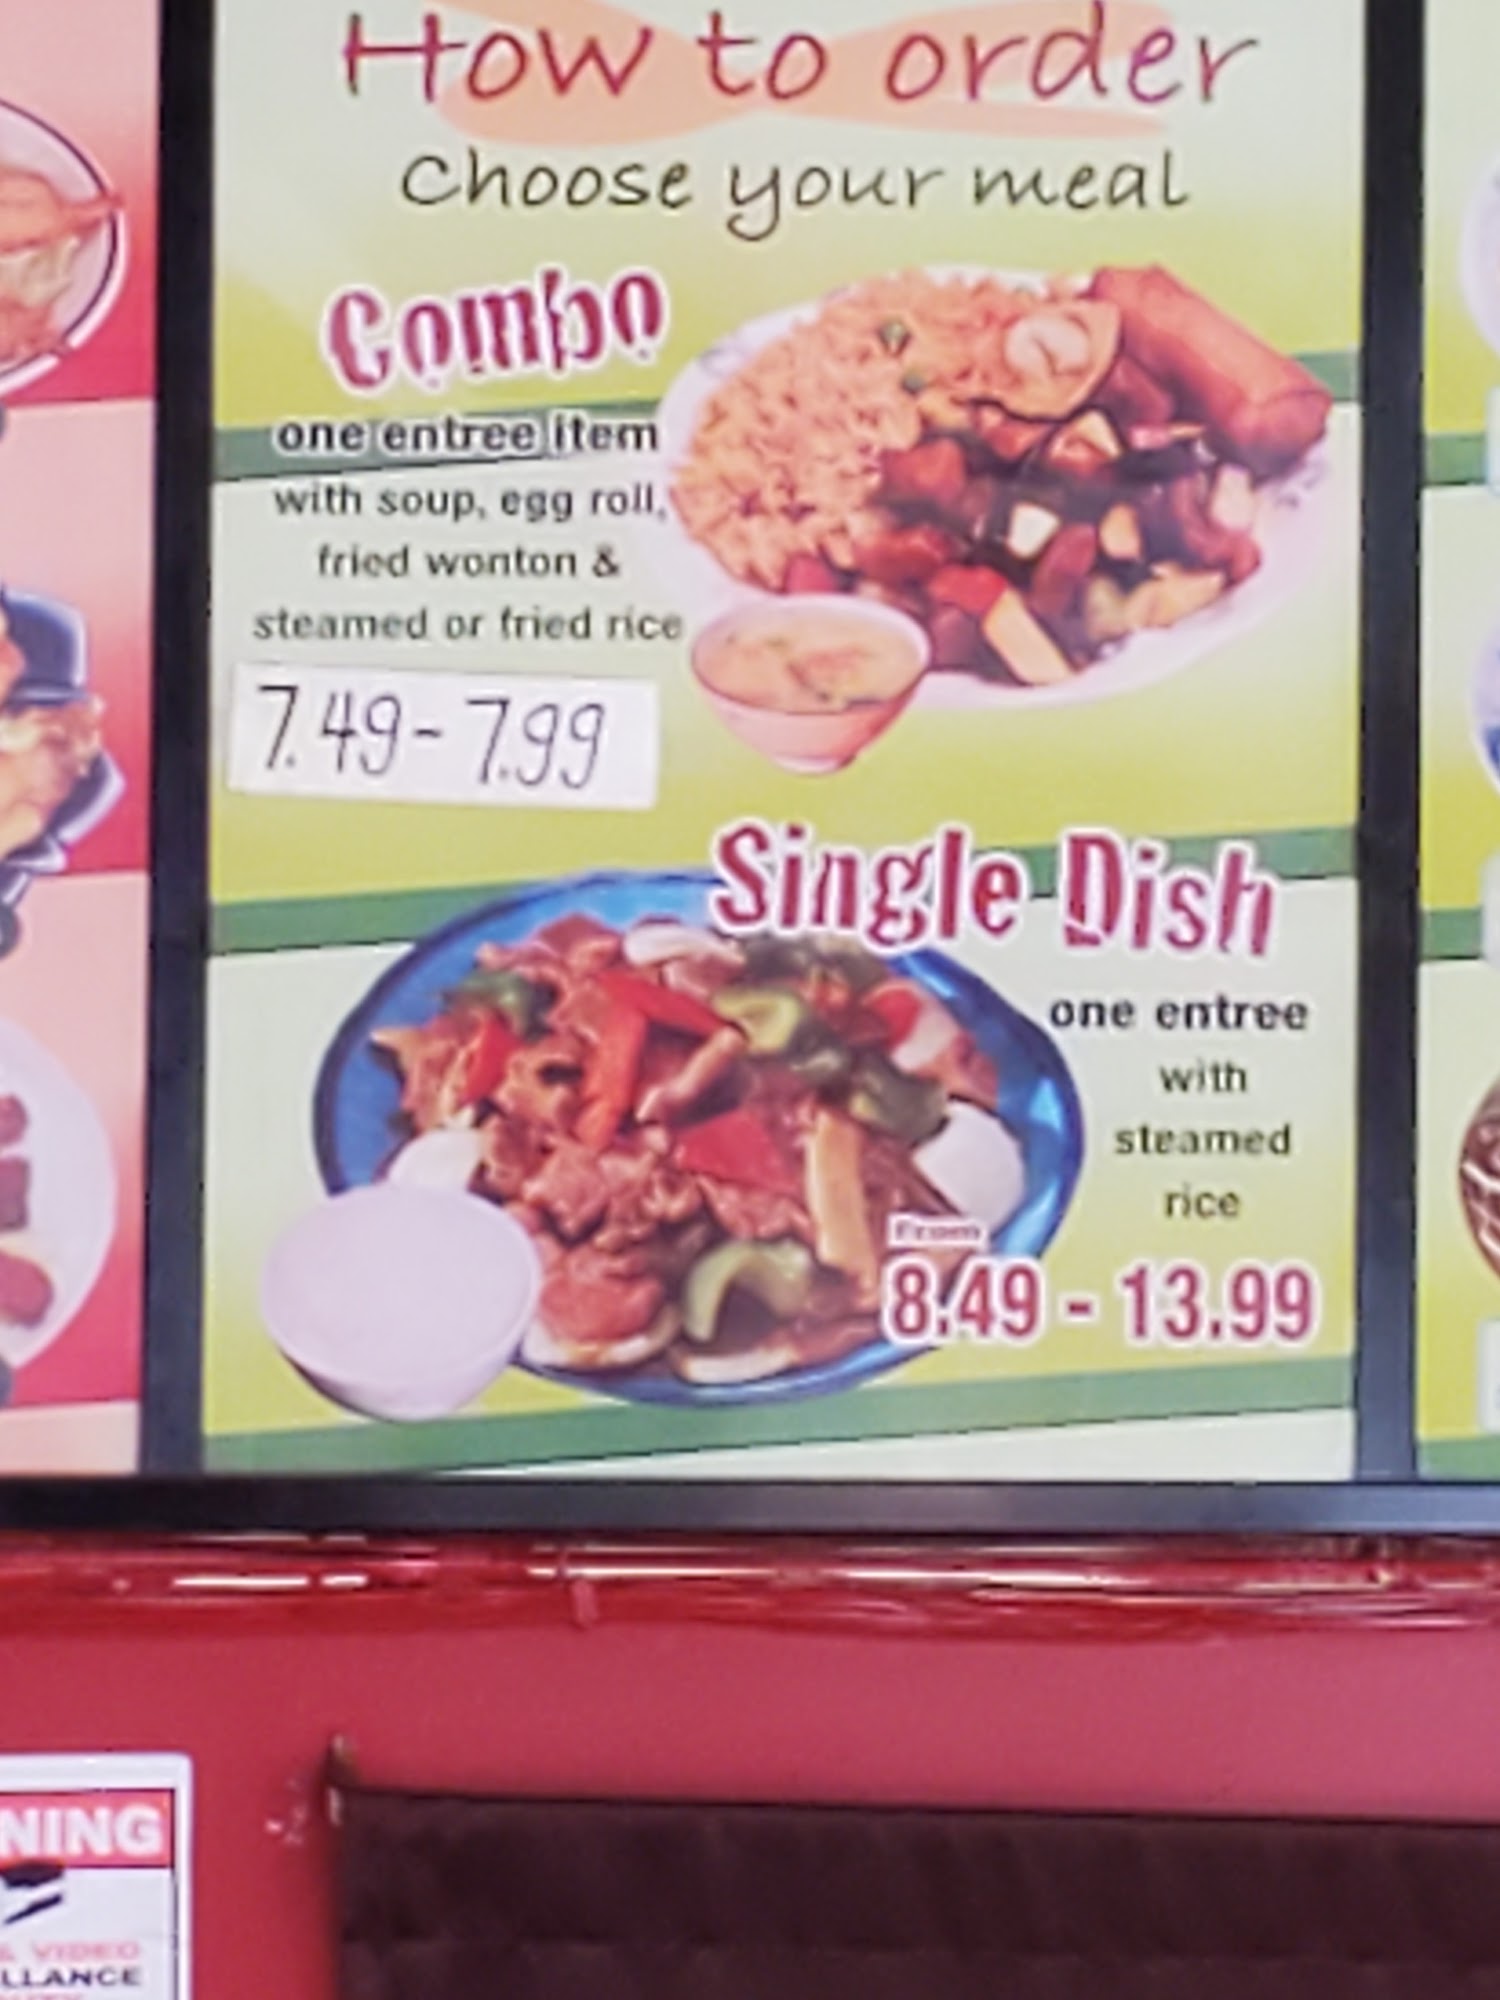 How to order
Choose your meal
Combo
one entree item
with soup, egg roll,
fried wonton &
steamed or fried rice
7.49 - 7.99
Single Dish
one entree
with
steamed
rice
From
8.49 - 13.99
NING
& VIDEO
LLANCE